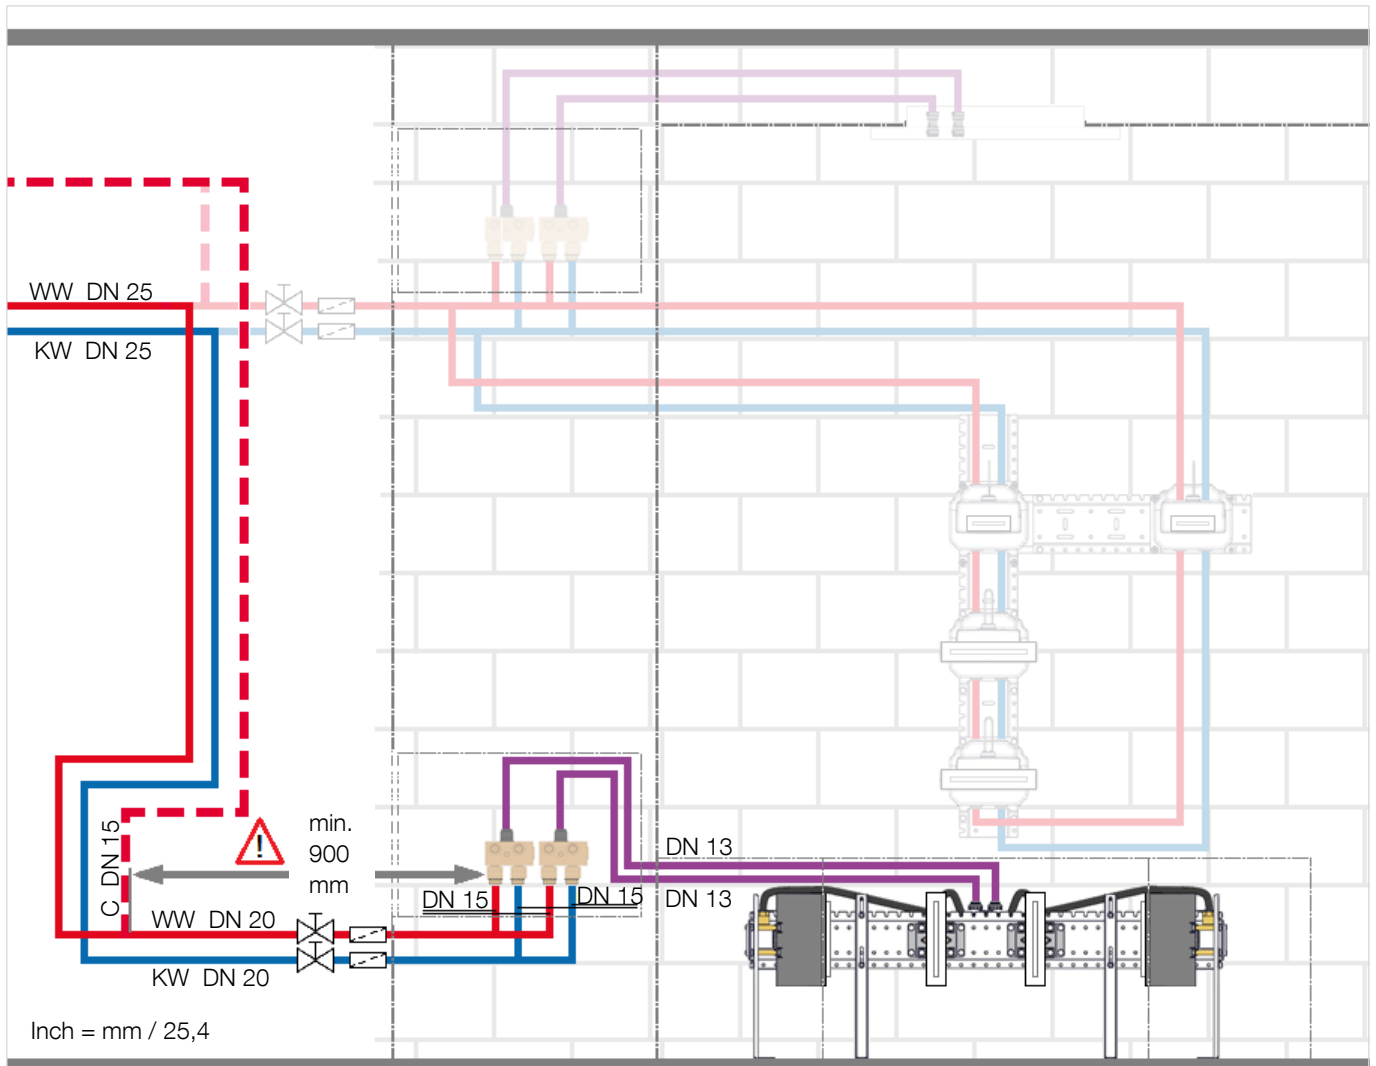 WW DN 25
KW DN 25
C DN 15
!
min.
900
mm
WW DN 20
KW DN 20
DN 15
DN 15
DN 13
DN 13
Inch = mm / 25,4